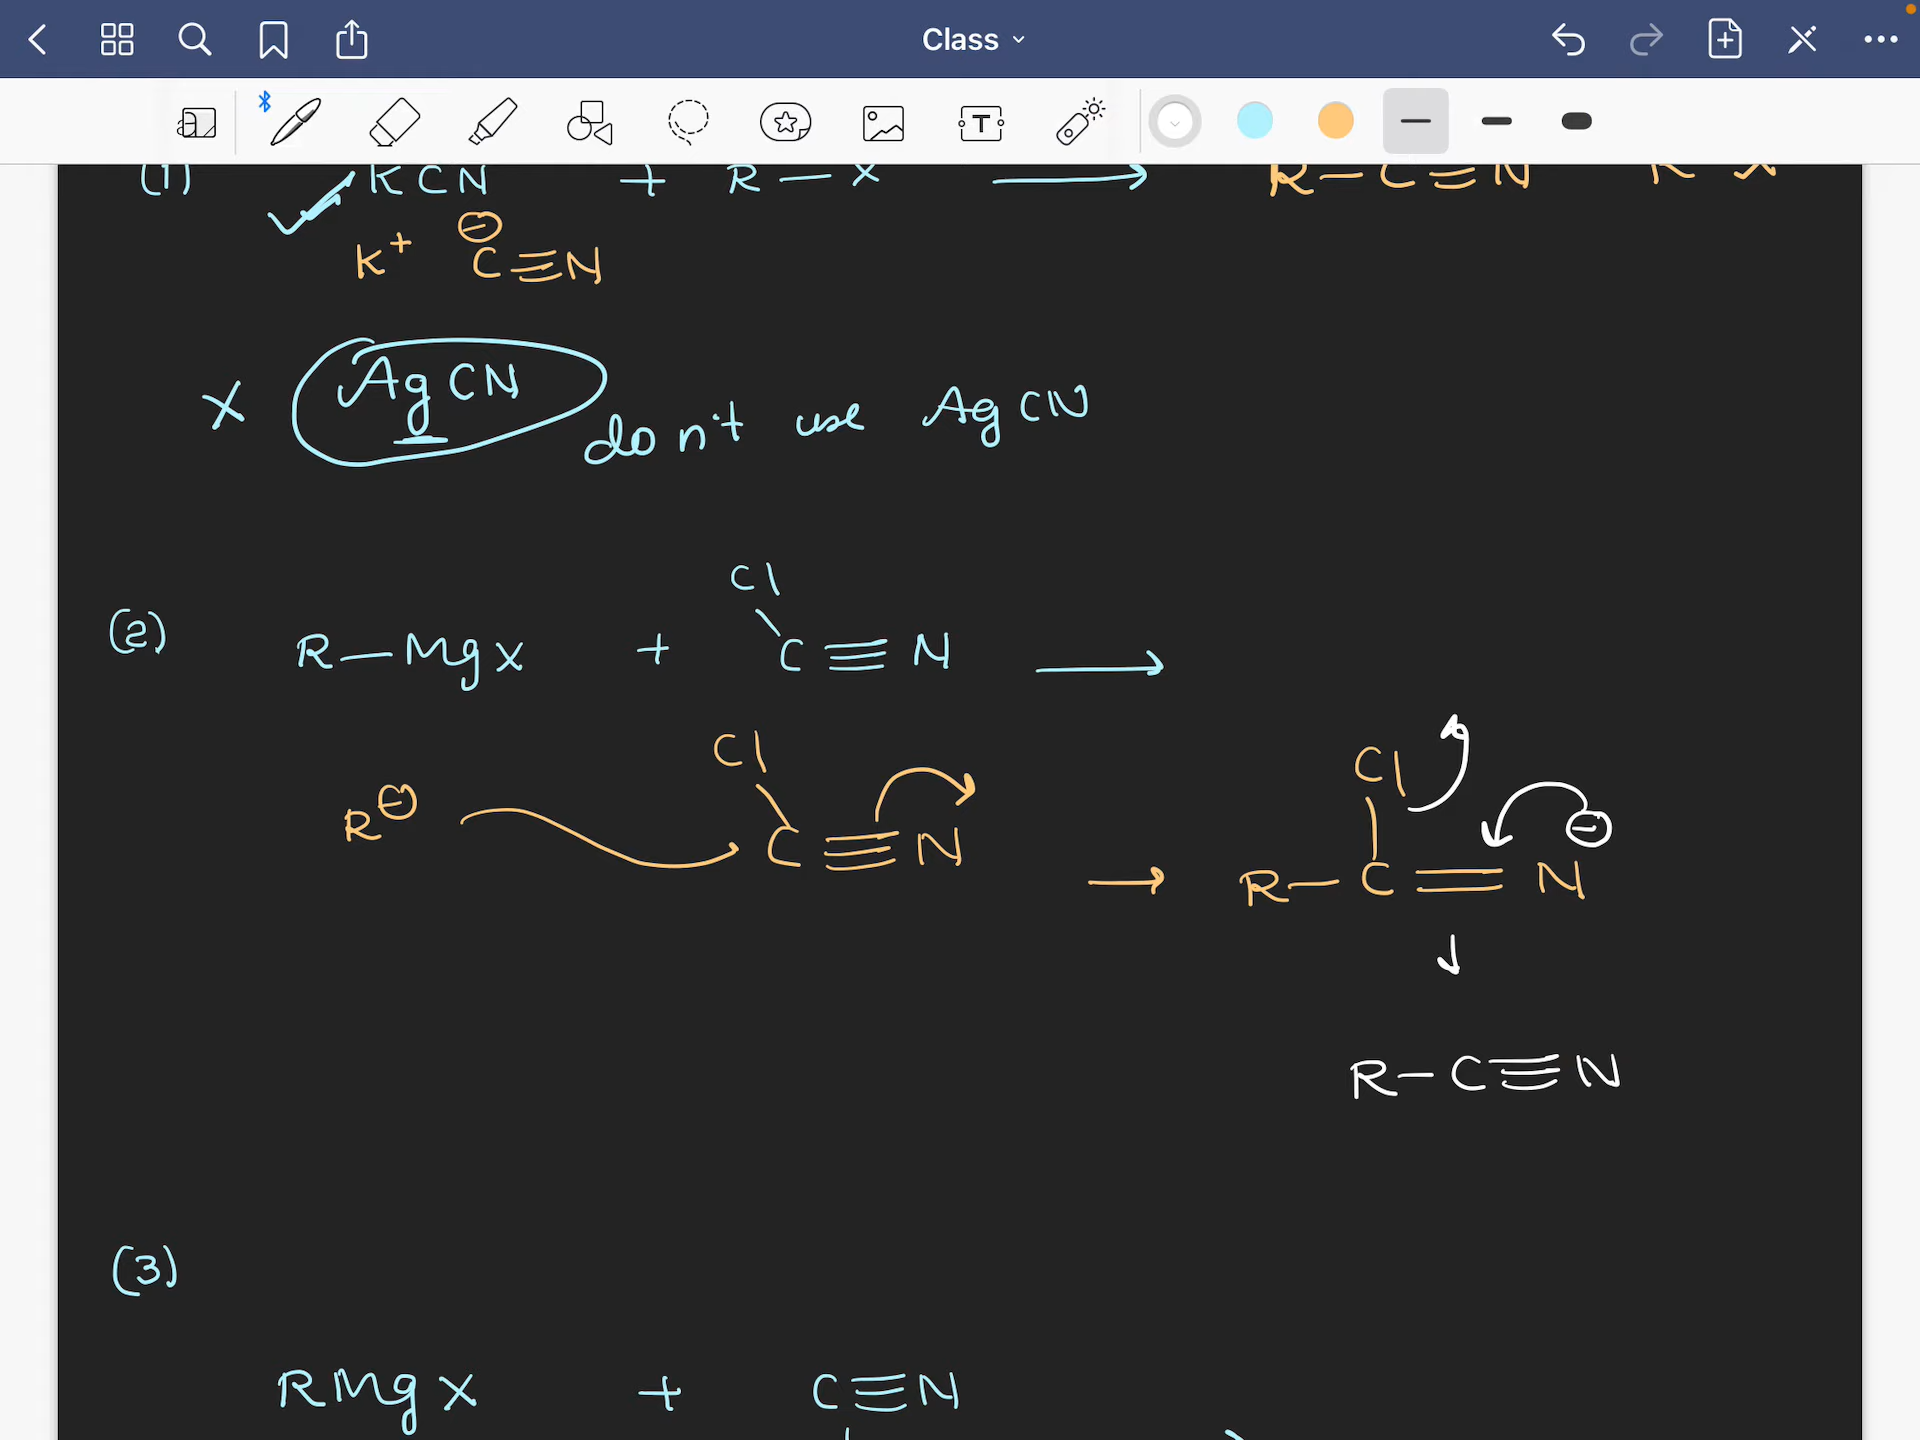 Class
(1) KCN + R — X ⟶ R–C≡N R X
K⁺ ⊖C≡N
X AgCN don't use AgCN
Cl
(2) R—MgX + C≡N ⟶
Cl Cl
R⊖ C≡N ⟶ R–C=N ⊖
↓
R–C≡N
(3)
RMgX + C≡N